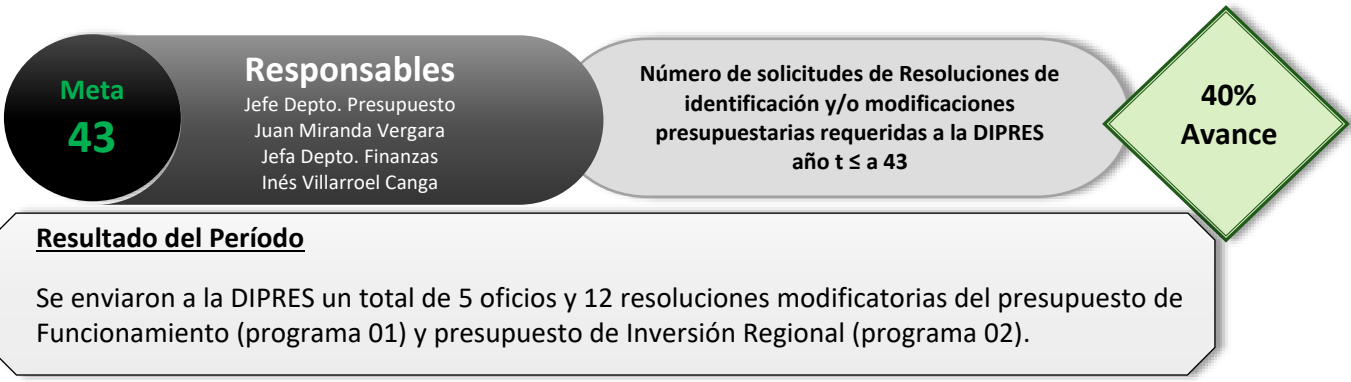 Meta
43
Responsables
Jefe Depto. Presupuesto
Juan Miranda Vergara
Jefa Depto. Finanzas
Inés Villarroel Canga
Número de solicitudes de Resoluciones de
identificación y/o modificaciones
presupuestarias requeridas a la DIPRES
año t ≤ a 43
40%
Avance
Resultado del Período
Se enviaron a la DIPRES un total de 5 oficios y 12 resoluciones modificatorias del presupuesto de
Funcionamiento (programa 01) y presupuesto de Inversión Regional (programa 02).